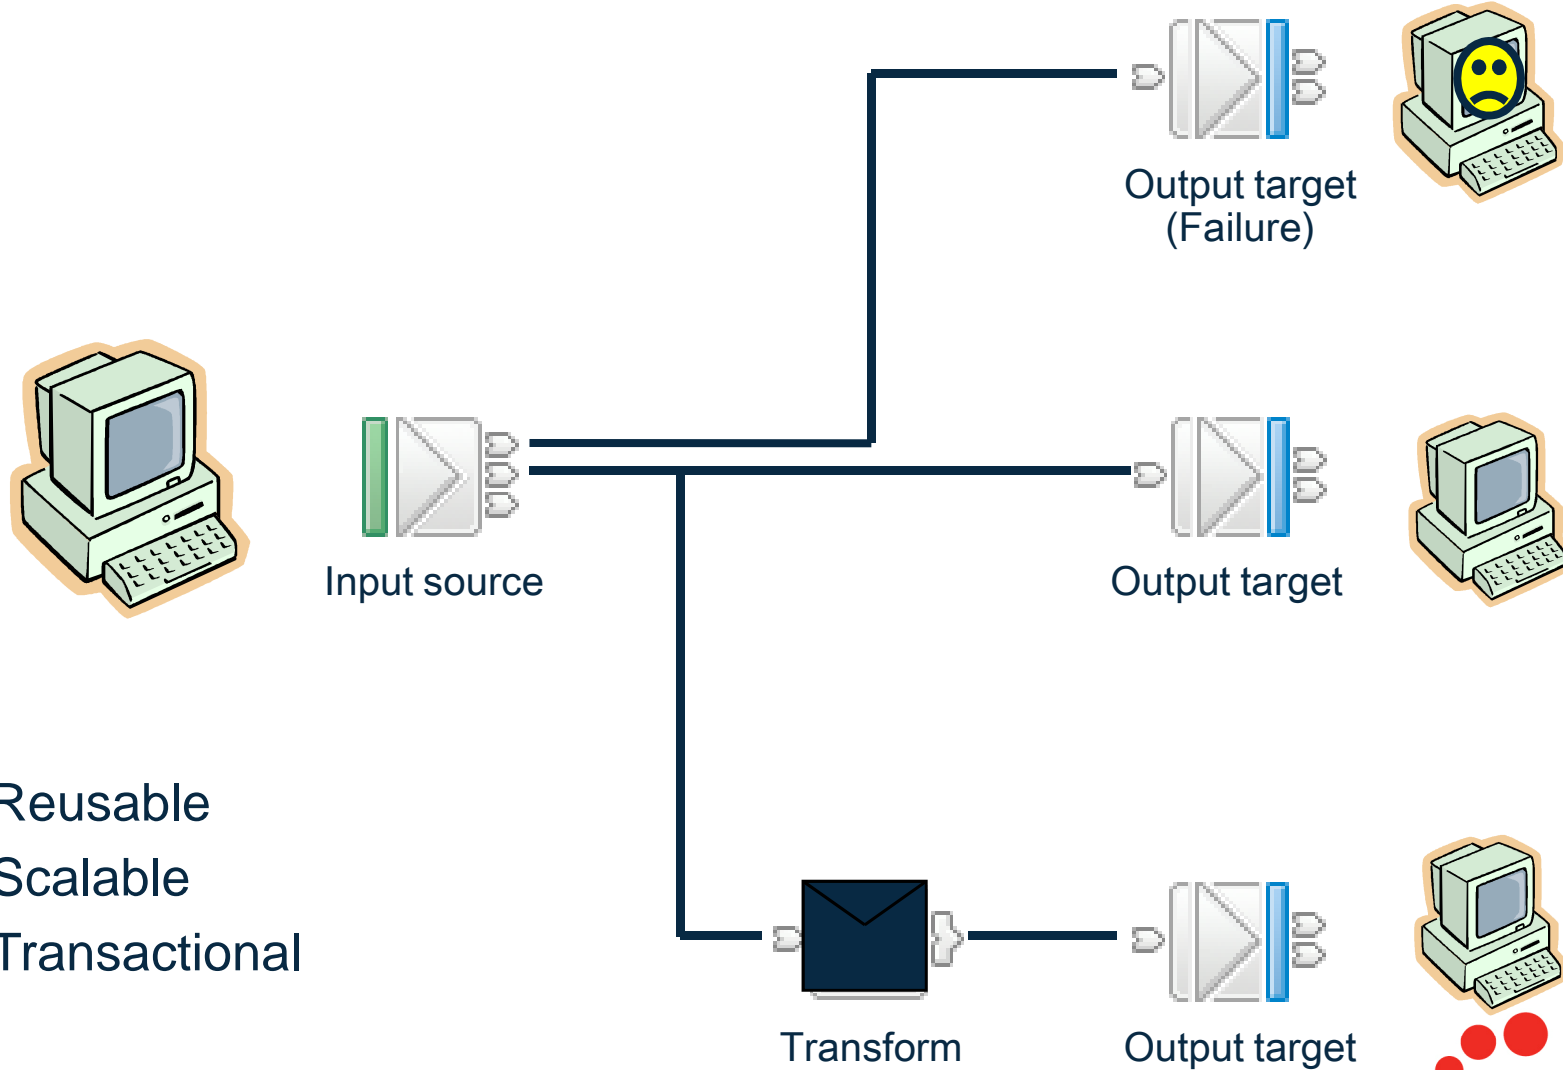 Output target
(Failure)
Input source
Output target
Reusable
Scalable
Transactional
Transform
Output target